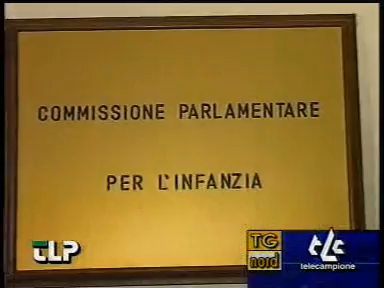 COMMISSIONE PARLAMENTARE
PER L'INFANZIA
TLP
TG
nord
tlc
telecampione